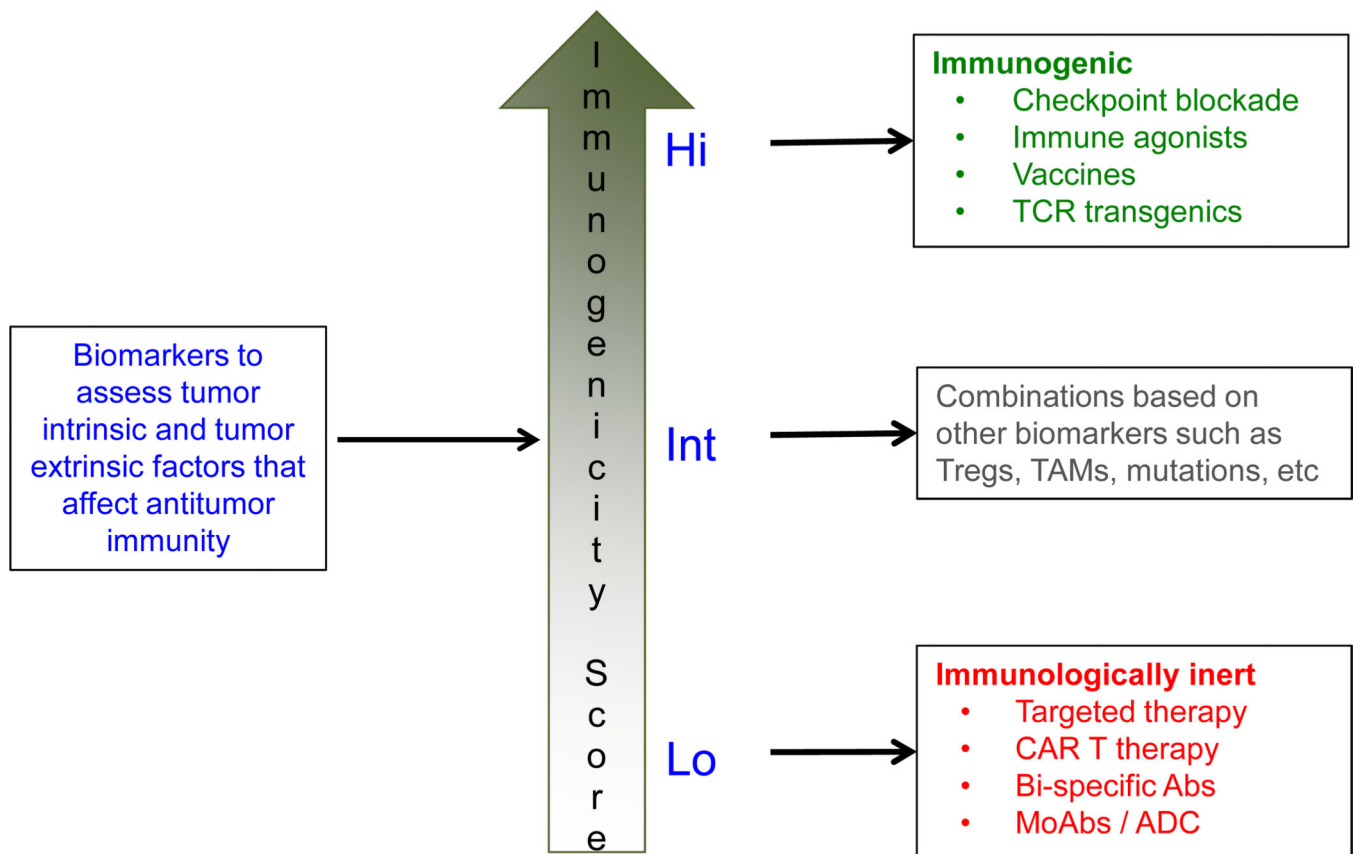 Biomarkers to
assess tumor
intrinsic and tumor
extrinsic factors that
affect antitumor
immunity
Immunogenicity Score
Hi
Immunogenic
• Checkpoint blockade
• Immune agonists
• Vaccines
• TCR transgenics
Int
Combinations based on
other biomarkers such as
Tregs, TAMs, mutations, etc
Lo
Immunologically inert
• Targeted therapy
• CAR T therapy
• Bi-specific Abs
• MoAbs / ADC